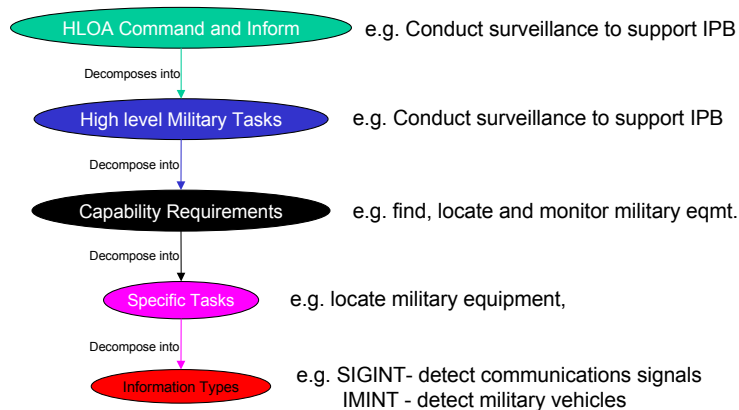 HLOA Command and Inform e.g. Conduct surveillance to support IPB
Decomposes into
High level Military Tasks e.g. Conduct surveillance to support IPB
Decompose into
Capability Requirements e.g. find, locate and monitor military eqmt.
Decompose into
Specific Tasks e.g. locate military equipment,
Decompose into
Information Types e.g. SIGINT- detect communications signals
IMINT - detect military vehicles